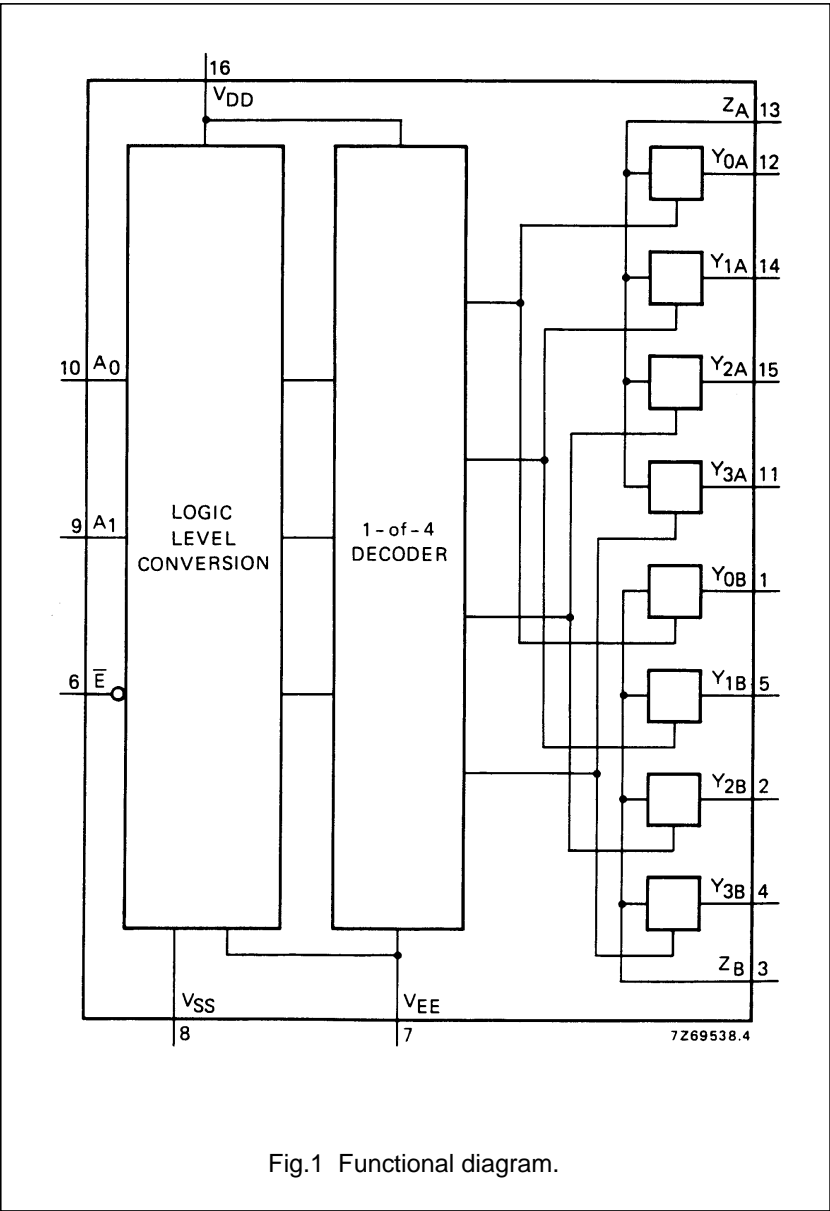 16
VDD
ZA 13
Y0A 12
Y1A 14
10 A0
Y2A 15
Y3A 11
9 A1
LOGIC
LEVEL
CONVERSION
1-of-4
DECODER
Y0B 1
6 E̅
Y1B 5
Y2B 2
Y3B 4
ZB 3
VSS
8
VEE
7
7Z69538.4
Fig.1 Functional diagram.